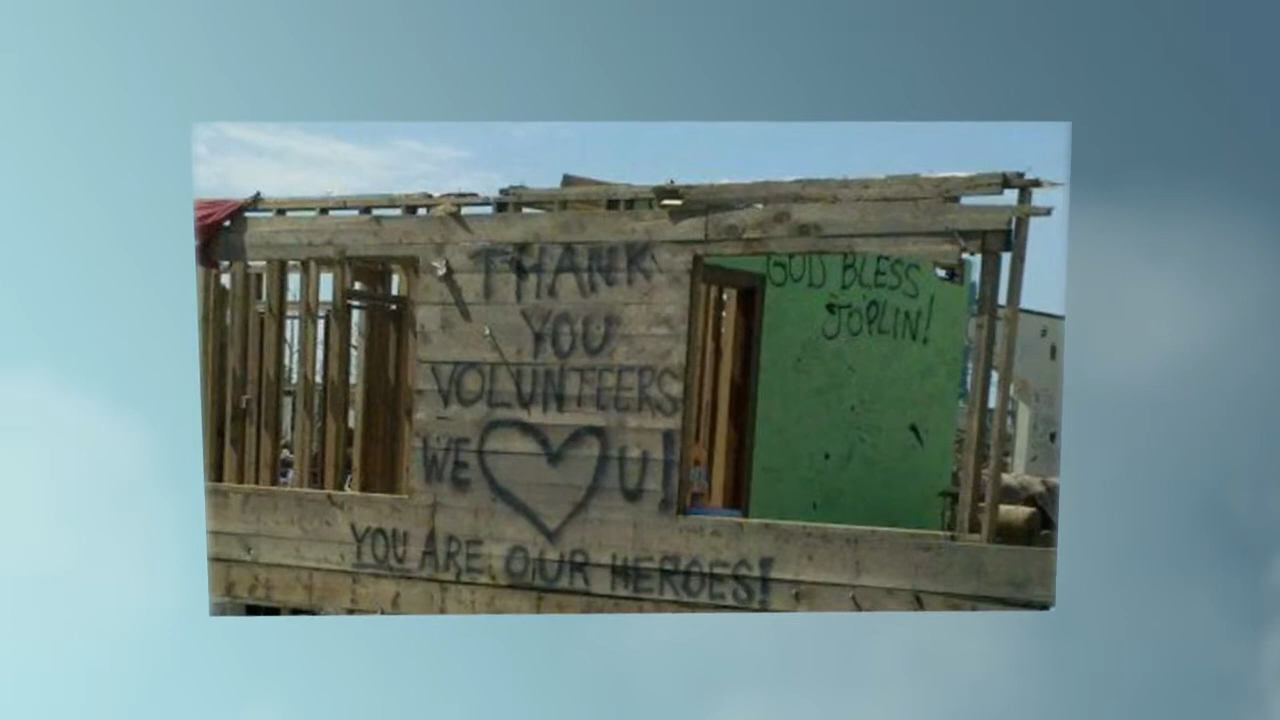 THANK
YOU
VOLUNTEERS
WE ♥ U!
YOU ARE OUR HEROES!
GOD BLESS
JOPLIN!